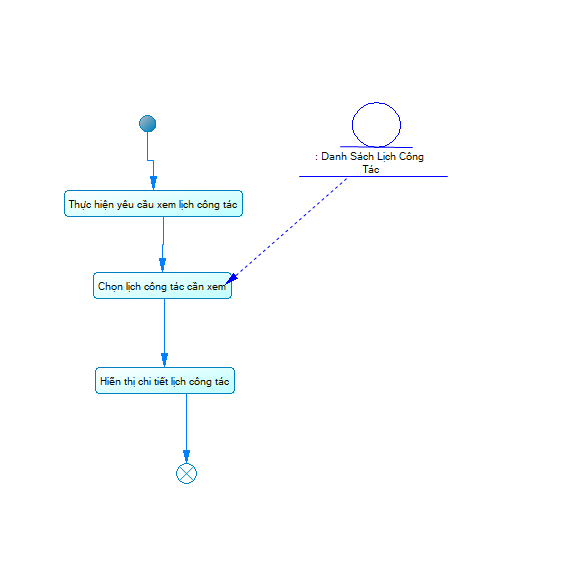 : Danh Sách Lịch Công
Tác
Thực hiện yêu cầu xem lịch công tác
Chọn lịch công tác cần xem
Hiễn thị chi tiết lịch công tác